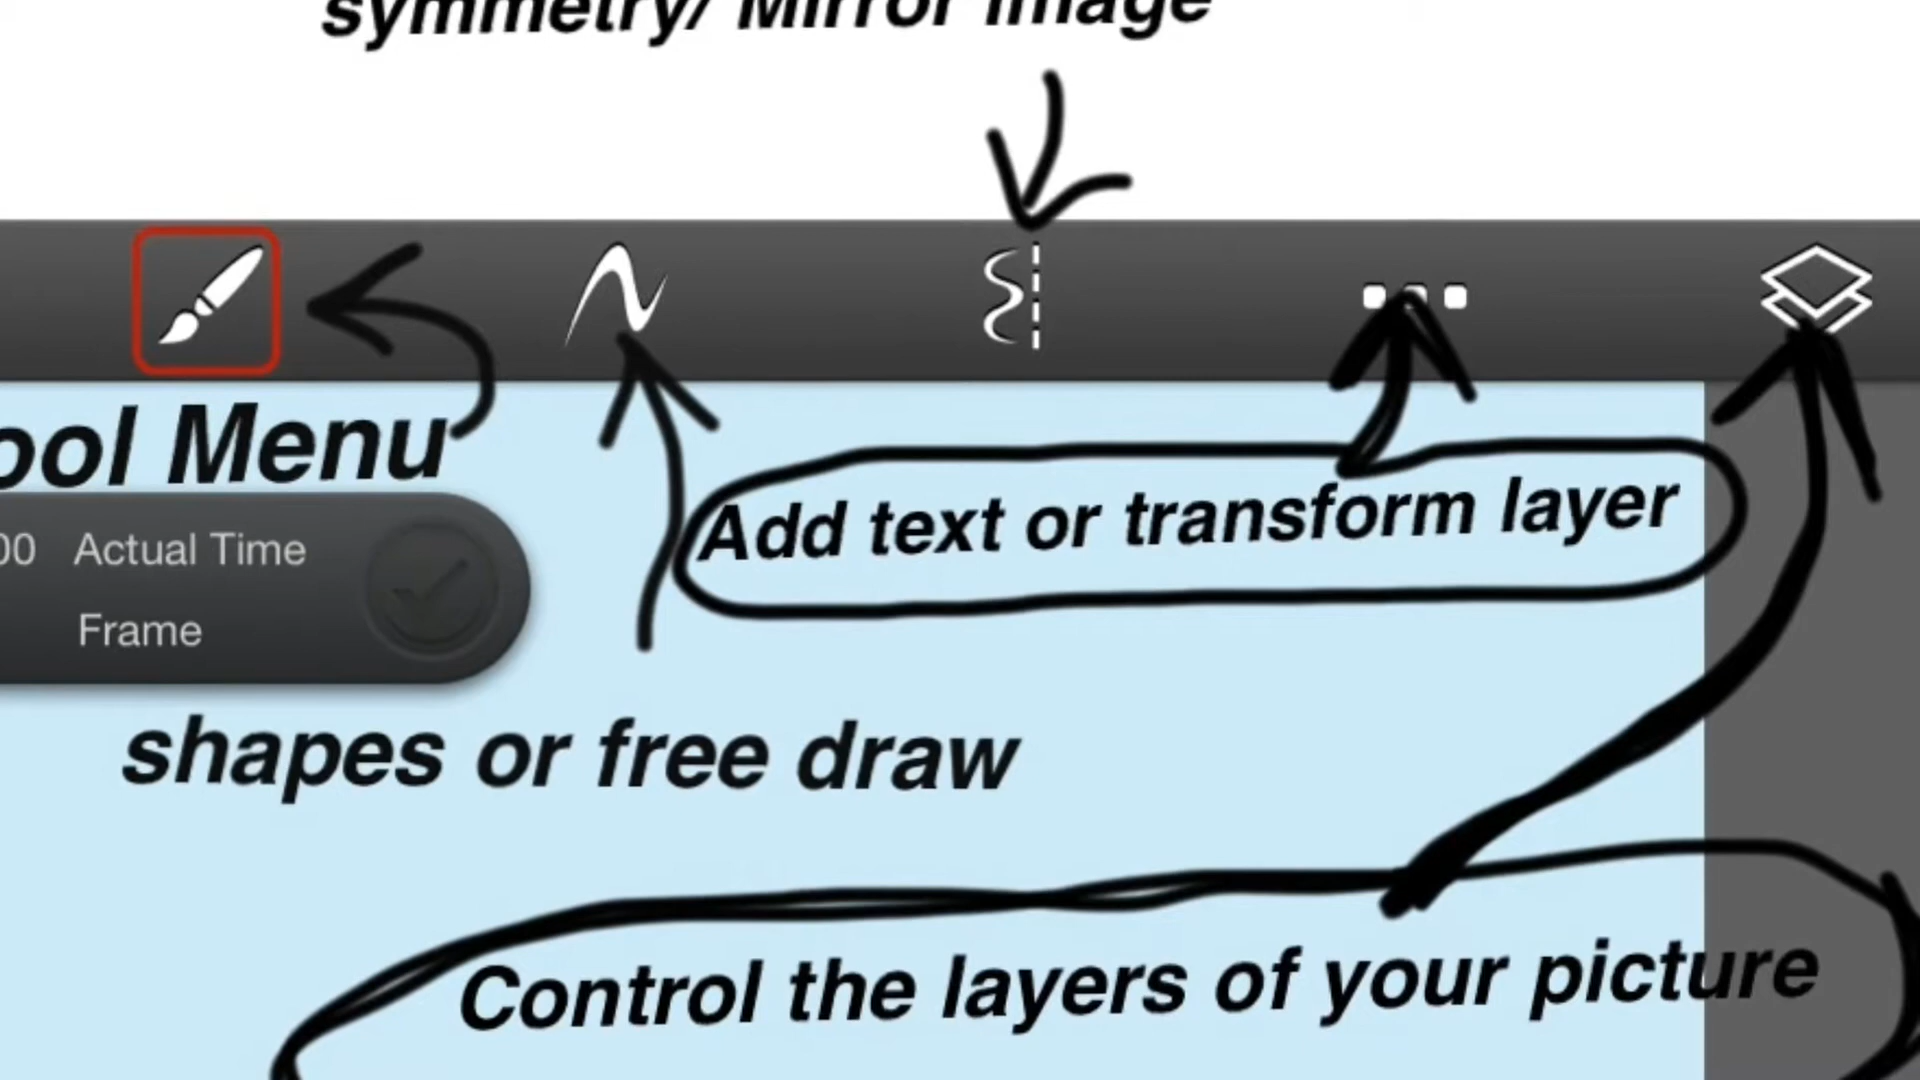 symmetry/ Mirror Image
ool Menu
00 Actual Time
Frame
Add text or transform layer
shapes or free draw
Control the layers of your picture